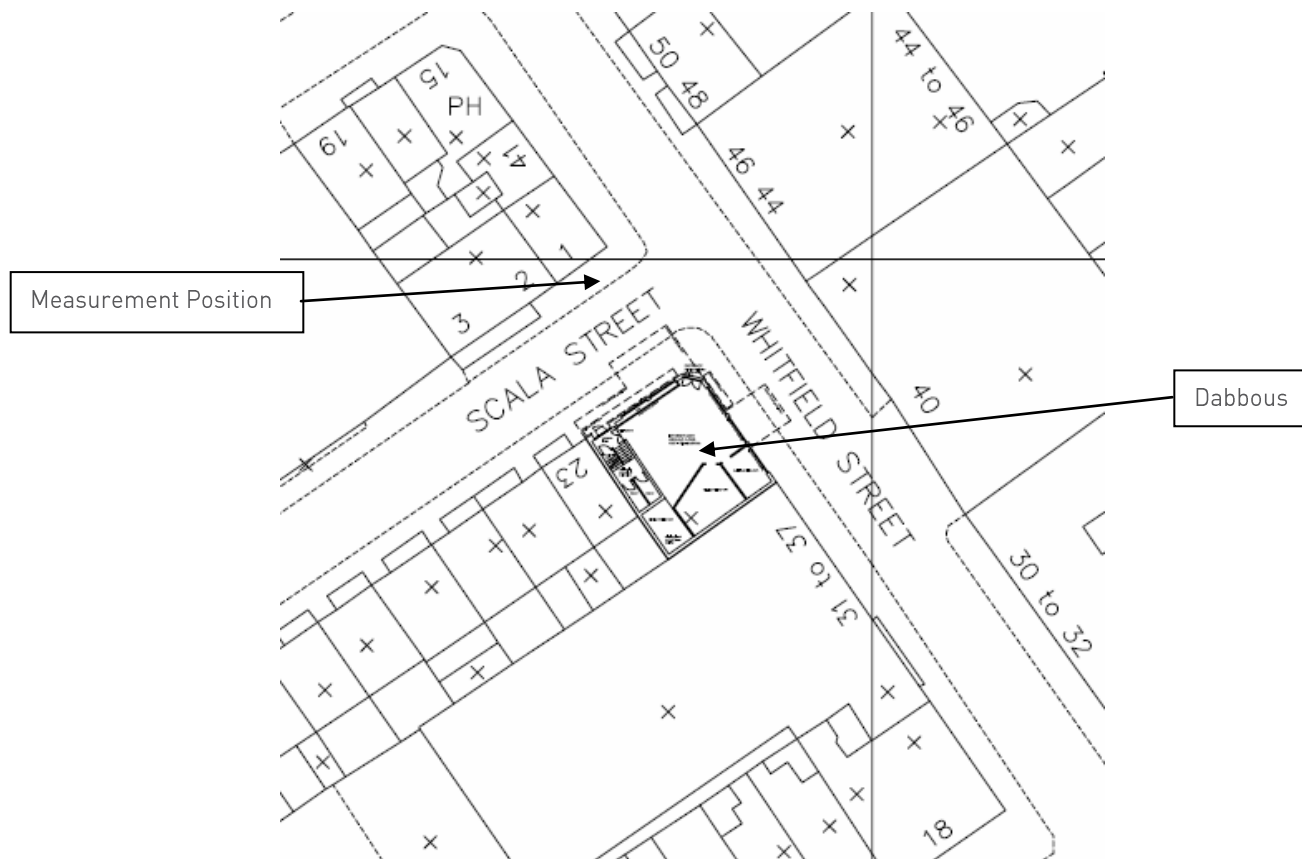 50 48
44 to 46
15
PH
19
41
46 44
1
2
3
Measurement Position
SCALA STREET
WHITFIELD STREET
40
Dabbous
23
31 to 37
30 to 32
18